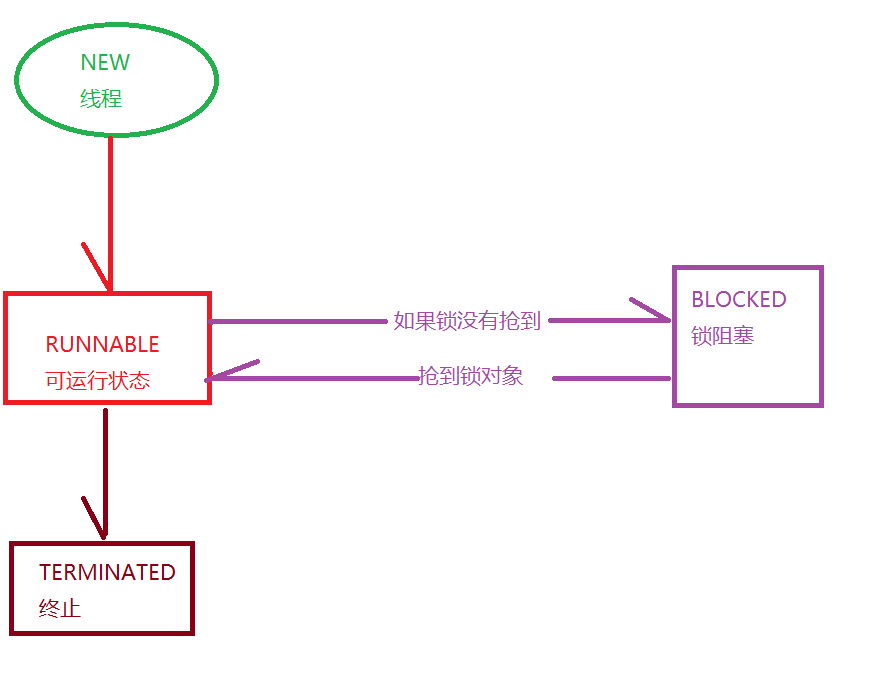 NEW
线程
如果锁没有抢到
BLOCKED
锁阻塞
RUNNABLE
可运行状态
抢到锁对象
TERMINATED
终止